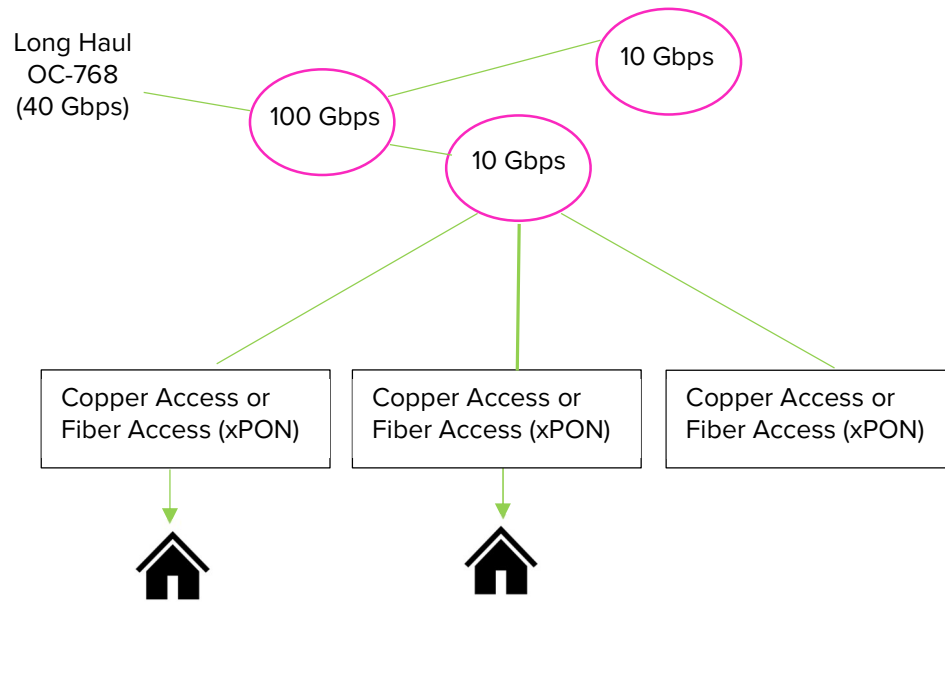 Long Haul
OC-768
(40 Gbps)
100 Gbps
10 Gbps
10 Gbps
Copper Access or
Fiber Access (xPON)
Copper Access or
Fiber Access (xPON)
Copper Access or
Fiber Access (xPON)